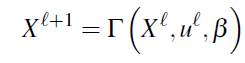 X^{ℓ+1} = Γ(X^ℓ, u^ℓ, β)